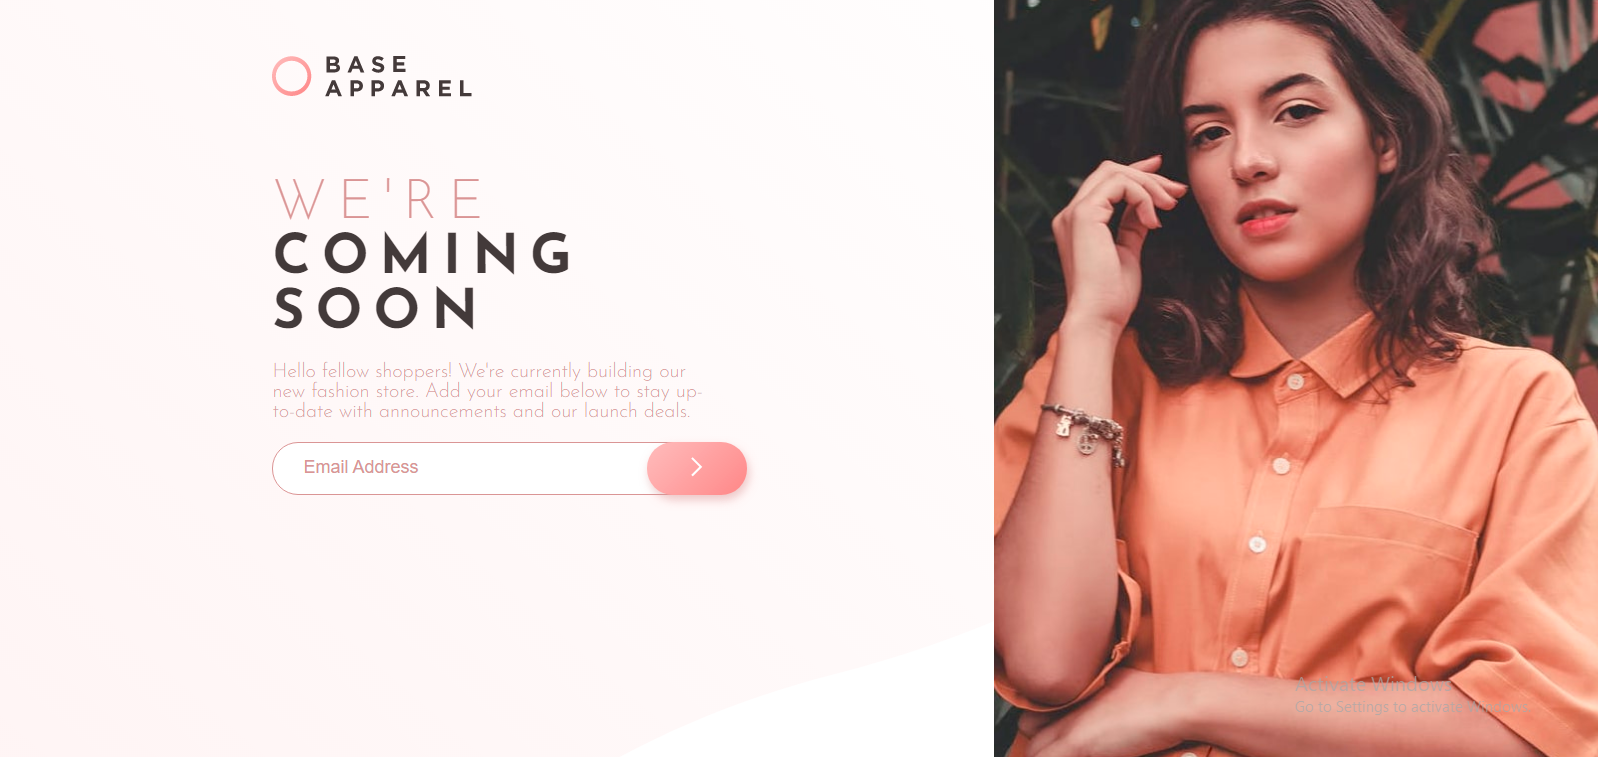 BASE
APPAREL
WE'RE
COMING
SOON
Hello fellow shoppers! We're currently building our
new fashion store. Add your email below to stay up-
to-date with announcements and our launch deals.
Email Address
Activate Windows
Go to Settings to activate Windows.